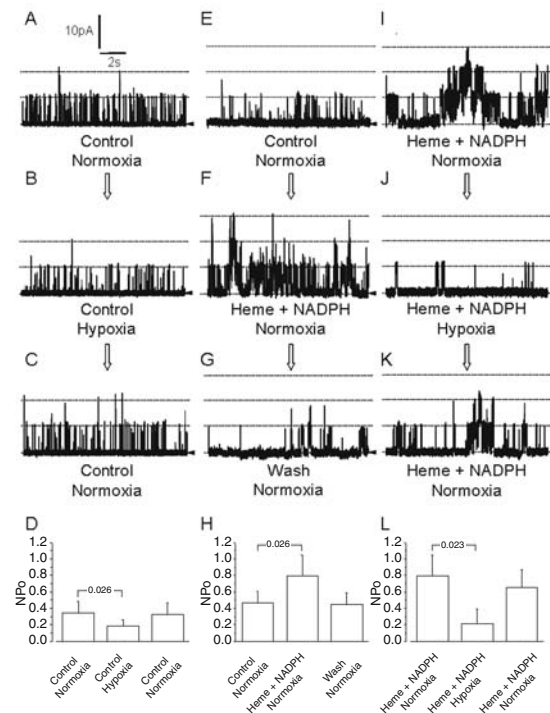 A
10pA
2s
Control
Normoxia
B
Control
Hypoxia
C
Control
Normoxia
D
NPo
1.2
1.0
0.8
0.6
0.4
0.2
0.0
0.026
Control
Normoxia
Control
Hypoxia
Control
Normoxia
E
Control
Normoxia
F
Heme + NADPH
Normoxia
G
Wash
Normoxia
H
NPo
1.2
1.0
0.8
0.6
0.4
0.2
0.0
0.026
Control
Normoxia
Heme + NADPH
Normoxia
Wash
Normoxia
I
Heme + NADPH
Normoxia
J
Heme + NADPH
Hypoxia
K
Heme + NADPH
Normoxia
L
NPo
1.2
1.0
0.8
0.6
0.4
0.2
0.0
0.023
Heme + NADPH
Normoxia
Heme + NADPH
Hypoxia
Heme + NADPH
Normoxia